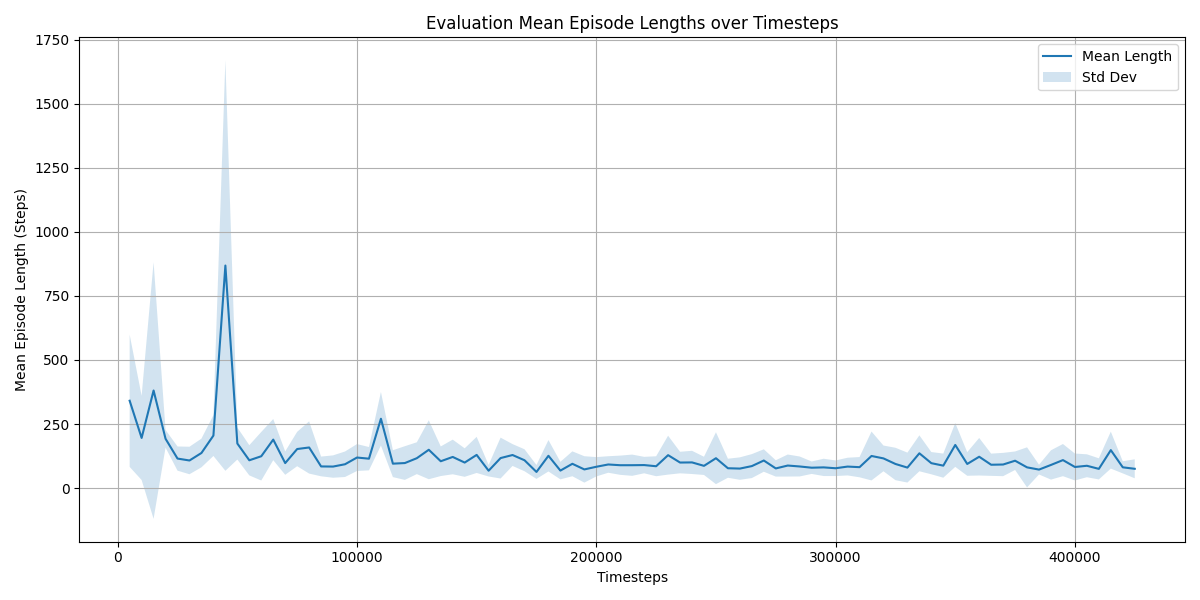 Evaluation Mean Episode Lengths over Timesteps
Mean Length
Std Dev
Mean Episode Length (Steps)
1750
1500
1250
1000
750
500
250
0
0
100000
200000
300000
400000
Timesteps